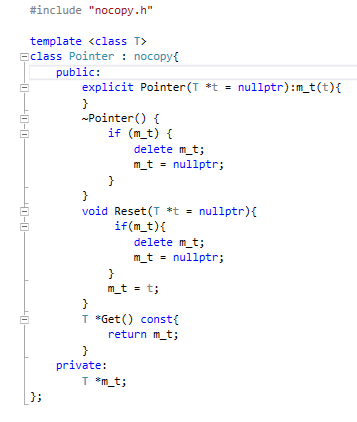 #include "nocopy.h"

template <class T>
class Pointer : nocopy{
    public:
        explicit Pointer(T *t = nullptr):m_t(t){
        }
        ~Pointer() {
            if (m_t) {
                delete m_t;
                m_t = nullptr;
            }
        }
        void Reset(T *t = nullptr){
             if(m_t){
                delete m_t;
                m_t = nullptr;
            }
            m_t = t;
        }
        T *Get() const{
            return m_t;
        }
    private:
        T *m_t;
};